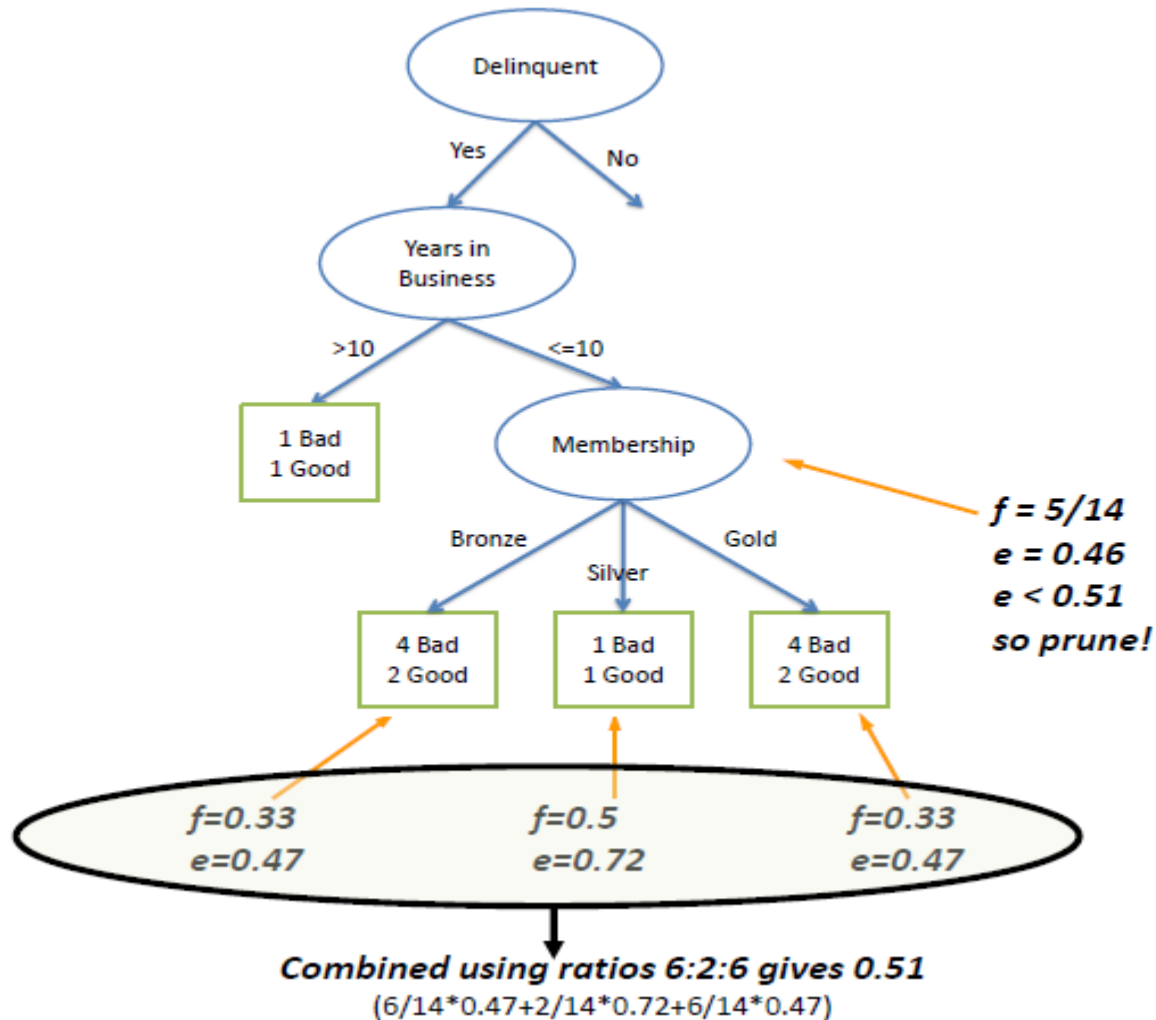 Delinquent
Yes
No
Years in
Business
>10
<=10
1 Bad
1 Good
Membership
f = 5/14
e = 0.46
e < 0.51
so prune!
Bronze
Silver
Gold
4 Bad
2 Good
1 Bad
1 Good
4 Bad
2 Good
f=0.33
e=0.47
f=0.5
e=0.72
f=0.33
e=0.47
Combined using ratios 6:2:6 gives 0.51
(6/14*0.47+2/14*0.72+6/14*0.47)